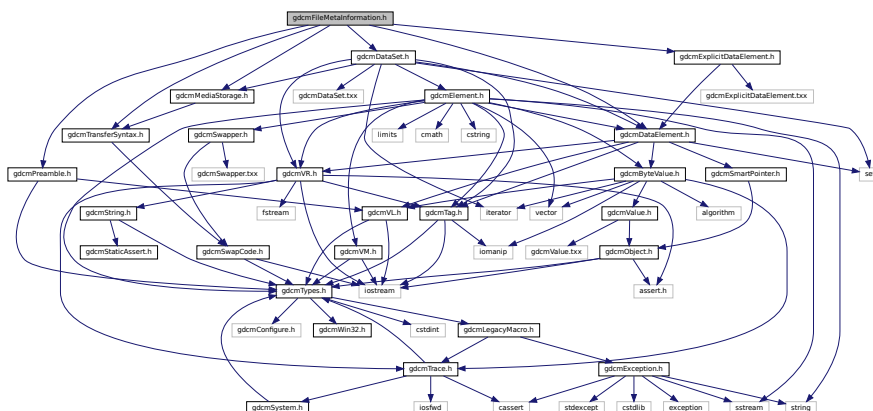 gdcmFileMetaInformation.h
gdcmDataSet.h
gdcmExplicitDataElement.h
gdcmMediaStorage.h
gdcmDataSet.txx
gdcmElement.h
gdcmExplicitDataElement.txx
gdcmTransferSyntax.h
gdcmSwapper.h
limits
cmath
cstring
gdcmDataElement.h
gdcmPreamble.h
gdcmSwapper.txx
gdcmVR.h
gdcmByteValue.h
gdcmSmartPointer.h
gdcmString.h
fstream
gdcmVL.h
gdcmTag.h
iterator
vector
gdcmValue.h
algorithm
gdcmStaticAssert.h
gdcmSwapCode.h
gdcmVM.h
iomanip
gdcmValue.txx
gdcmObject.h
gdcmTypes.h
iostream
assert.h
gdcmConfigure.h
gdcmWin32.h
cstdint
gdcmLegacyMacro.h
gdcmTrace.h
gdcmException.h
gdcmSystem.h
iosfwd
cassert
stdexcept
cstdlib
exception
sstream
string